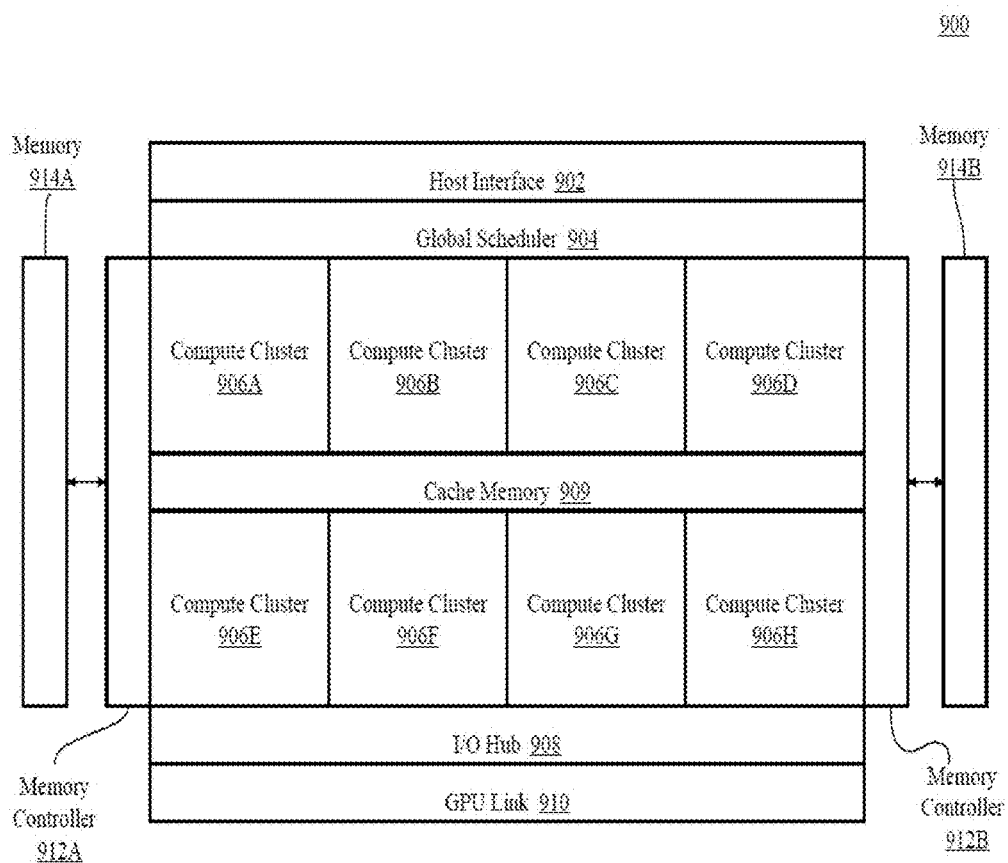 900
Memory
914A
Memory
914B
Host Interface 902
Global Scheduler 904
Compute Cluster
906A
Compute Cluster
906B
Compute Cluster
906C
Compute Cluster
906D
Cache Memory 909
Compute Cluster
906E
Compute Cluster
906F
Compute Cluster
906G
Compute Cluster
906H
I/O Hub 908
GPU Link 910
Memory
Controller
912A
Memory
Controller
912B